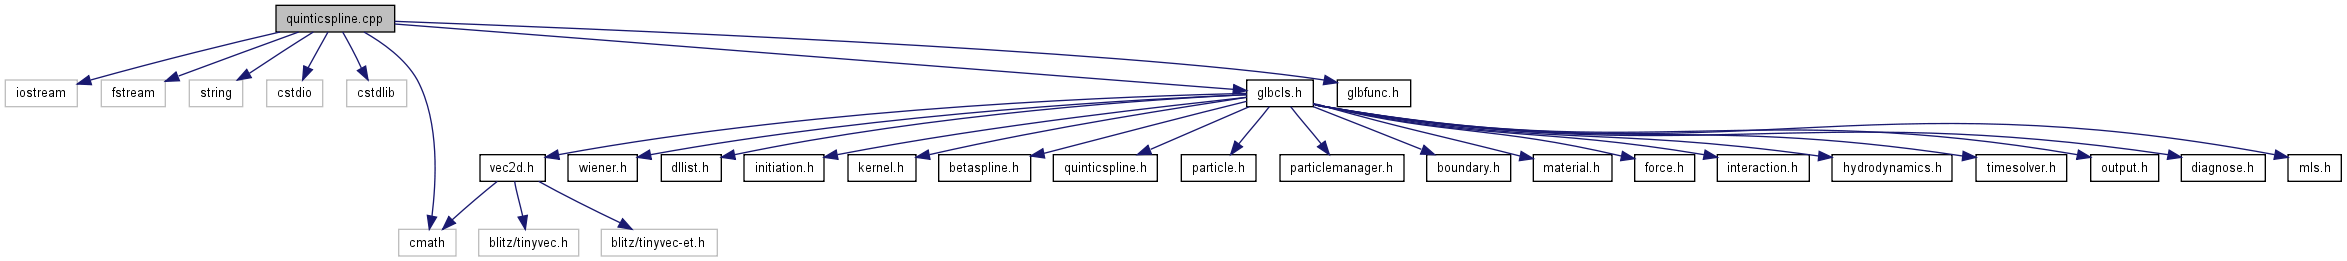 quinticspline.cpp
iostream
fstream
string
cstdio
cstdlib
glbcls.h
glbfunc.h
vec2d.h
wiener.h
dllist.h
initiation.h
kernel.h
betaspline.h
quinticspline.h
particle.h
particlemanager.h
boundary.h
material.h
force.h
interaction.h
hydrodynamics.h
timesolver.h
output.h
diagnose.h
mls.h
cmath
blitz/tinyvec.h
blitz/tinyvec-et.h